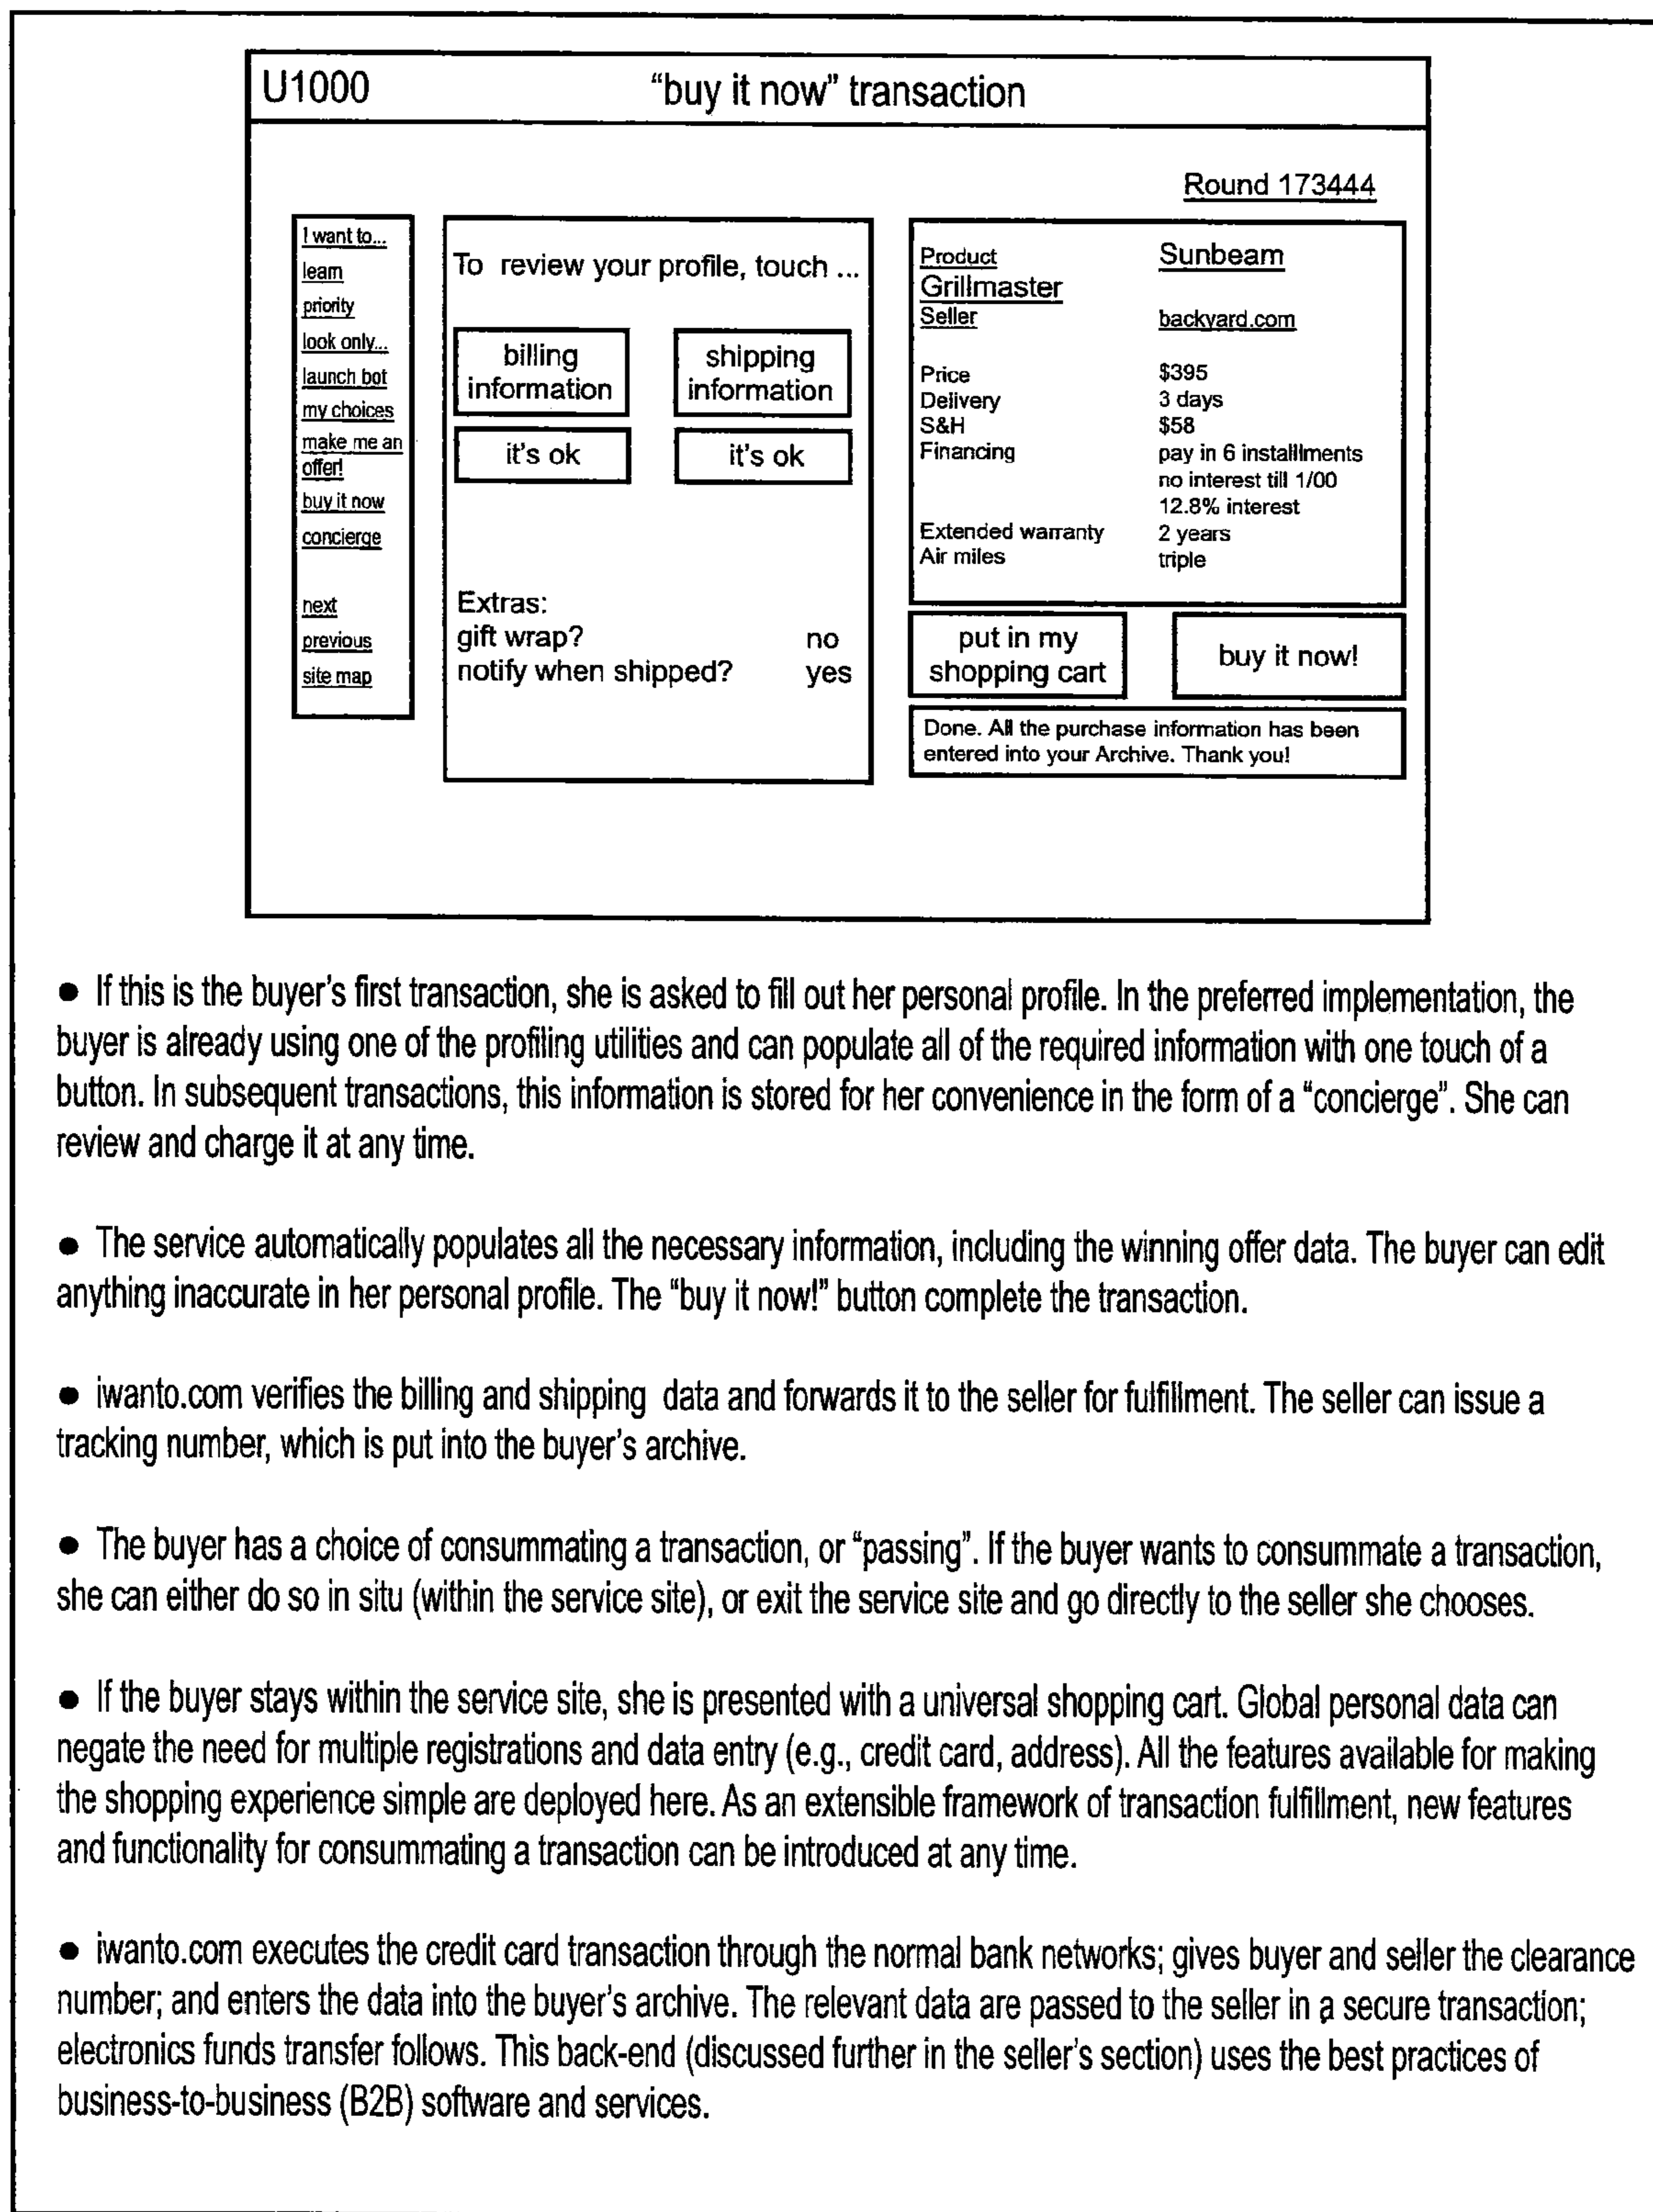 U1000 "buy it now" transaction
Round 173444
I want to...
learn
priority
look only...
launch bot
my choices
make me an
offer!
buy it now
concierge
next
previous
site map
To review your profile, touch ...
billing
information
shipping
information
it's ok
it's ok
Extras:
gift wrap? no
notify when shipped? yes
Product Sunbeam
Grillmaster
Seller backyard.com
Price $395
Delivery 3 days
S&H $58
Financing pay in 6 installlments
no interest till 1/00
12.8% interest
Extended warranty 2 years
Air miles triple
put in my
shopping cart
buy it now!
Done. All the purchase information has been
entered into your Archive. Thank you!
● If this is the buyer's first transaction, she is asked to fill out her personal profile. In the preferred implementation, the
buyer is already using one of the profiling utilities and can populate all of the required information with one touch of a
button. In subsequent transactions, this information is stored for her convenience in the form of a "concierge". She can
review and charge it at any time.
● The service automatically populates all the necessary information, including the winning offer data. The buyer can edit
anything inaccurate in her personal profile. The "buy it now!" button complete the transaction.
● iwanto.com verifies the billing and shipping data and forwards it to the seller for fulfillment. The seller can issue a
tracking number, which is put into the buyer's archive.
● The buyer has a choice of consummating a transaction, or "passing". If the buyer wants to consummate a transaction,
she can either do so in situ (within the service site), or exit the service site and go directly to the seller she chooses.
● If the buyer stays within the service site, she is presented with a universal shopping cart. Global personal data can
negate the need for multiple registrations and data entry (e.g., credit card, address). All the features available for making
the shopping experience simple are deployed here. As an extensible framework of transaction fulfillment, new features
and functionality for consummating a transaction can be introduced at any time.
● iwanto.com executes the credit card transaction through the normal bank networks; gives buyer and seller the clearance
number; and enters the data into the buyer's archive. The relevant data are passed to the seller in a secure transaction;
electronics funds transfer follows. This back-end (discussed further in the seller's section) uses the best practices of
business-to-business (B2B) software and services.